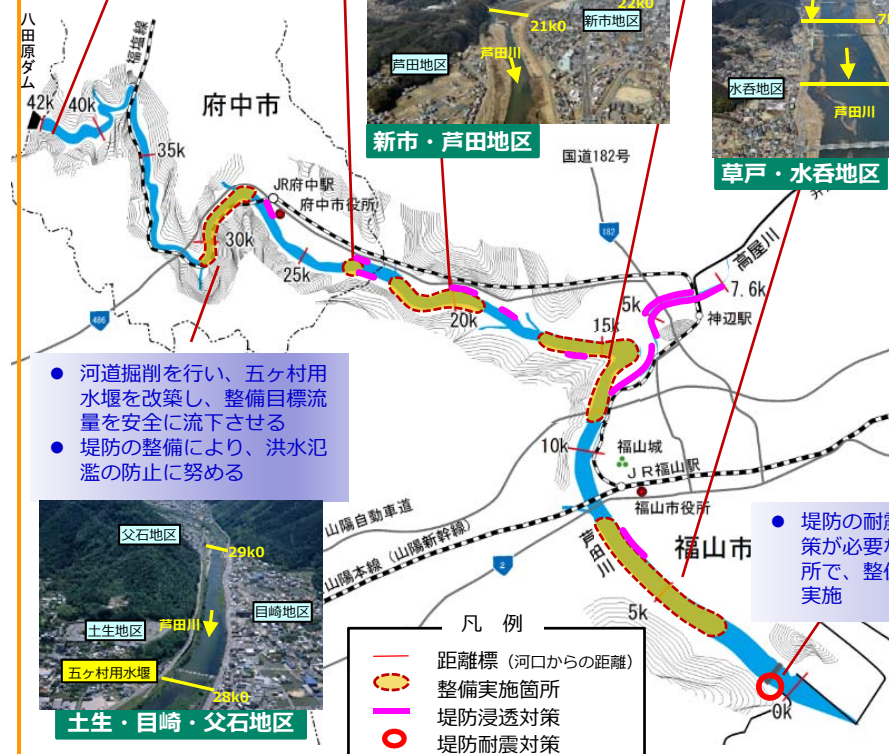 八田原ダム
福塩線
42k
40k
35k
府中市
JR府中駅
府中市役所
30k
25k
486
芦田地区
新市地区
21k0
22k0
芦田川
新市・芦田地区
国道182号
182
水呑地区
芦田川
草戸・水呑地区
高屋川
7.6k
5k
神辺駅
20k
15k
10k
福山城
JR福山駅
福山市役所
福山市
山陽自動車道
山陽本線(山陽新幹線)
2
芦田川
5k
0k
● 河道掘削を行い、五ヶ村用
水堰を改築し、整備目標流
量を安全に流下させる
● 堤防の整備により、洪水氾
濫の防止に努める
父石地区
29k0
目崎地区
土生地区
芦田川
五ヶ村用水堰
28k0
土生・目崎・父石地区
● 堤防の耐震
策が必要な
所で、整備
実施
凡 例
距離標(河口からの距離)
整備実施箇所
堤防浸透対策
堤防耐震対策